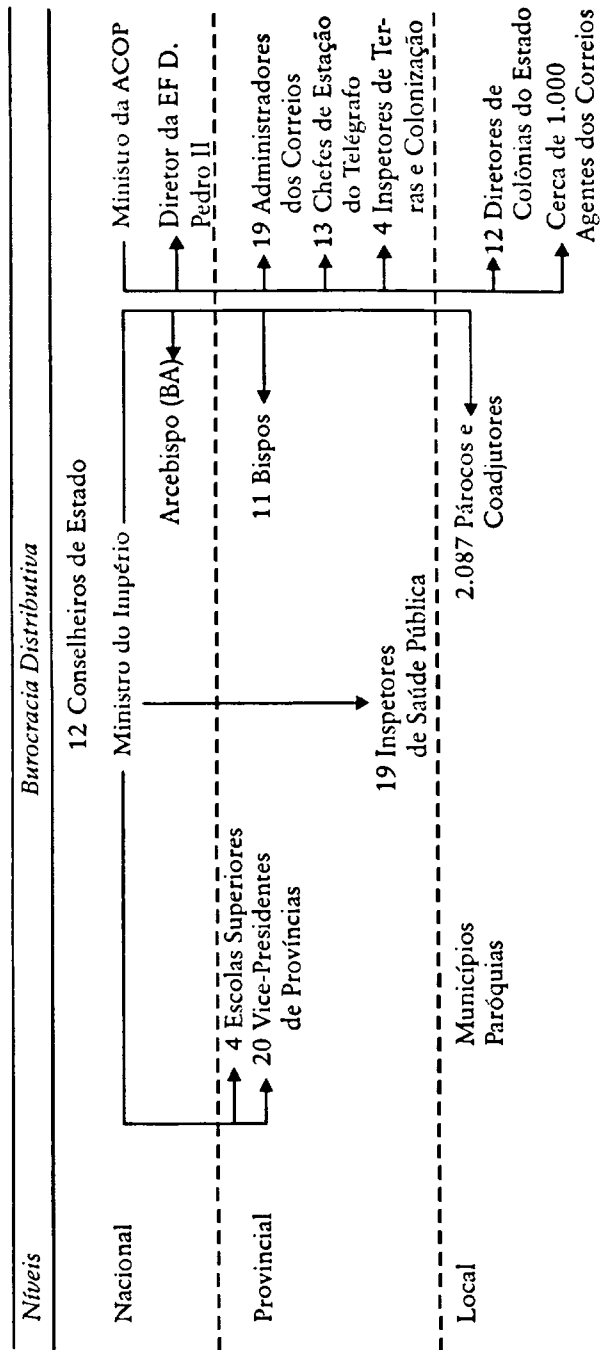 Níveis
Burocracia Distributiva
12 Conselheiros de Estado
Nacional
Ministro do Império
Ministro da ACOP
Arcebispo (BA)
Diretor da EF D.
Pedro II
Provincial
4 Escolas Superiores
20 Vice-Presidentes
de Províncias
11 Bispos
19 Administradores
dos Correios
13 Chefes de Estação
do Telégrafo
4 Inspetores de Ter-
ras e Colonização
19 Inspetores
de Saúde Pública
Local
Municípios
Paróquias
2.087 Párocos e
Coadjutores
12 Diretores de
Colônias do Estado
Cerca de 1.000
Agentes dos Correios